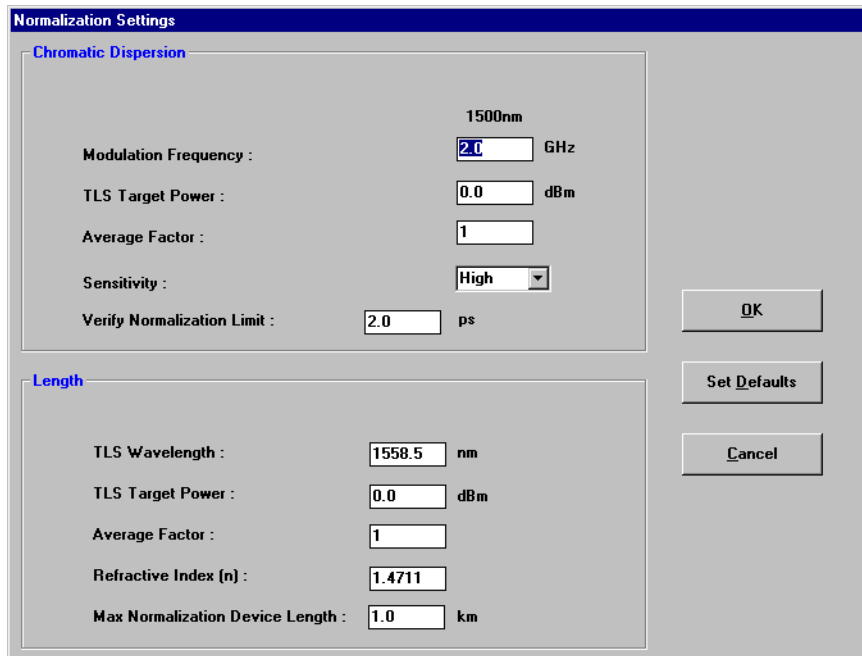 Normalization Settings
Chromatic Dispersion
1500nm
Modulation Frequency : 2.0 GHz
TLS Target Power : 0.0 dBm
Average Factor : 1
Sensitivity : High
Verify Normalization Limit : 2.0 ps
Length
TLS Wavelength : 1558.5 nm
TLS Target Power : 0.0 dBm
Average Factor : 1
Refractive Index (n) : 1.4711
Max Normalization Device Length : 1.0 km
OK
Set Defaults
Cancel